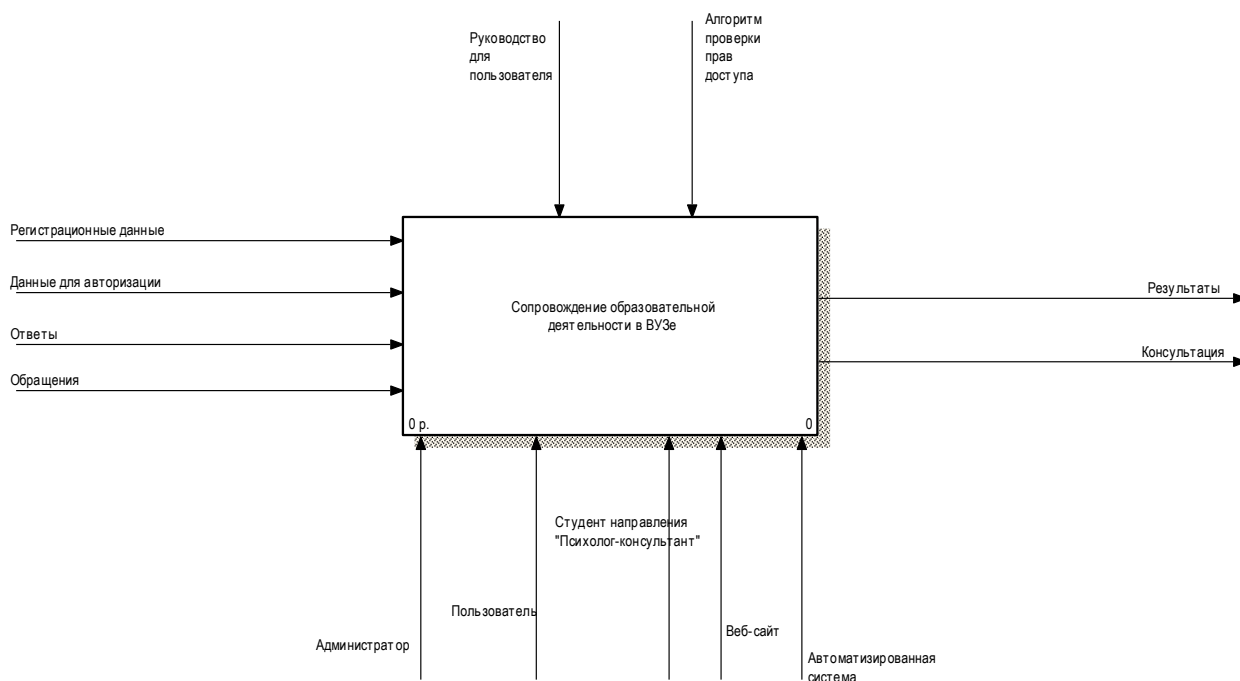 Руководство
для
пользователя
Алгоритм
проверки
прав
доступа
Регистрационные данные
Данные для авторизации
Ответы
Обращения
Сопровождение образовательной
деятельности в ВУЗе
0 р.
0
Результаты
Консультация
Студент направления
"Психолог-консультант"
Пользователь
Администратор
Веб-сайт
Автоматизированная
система